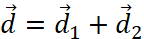 d⃗ = d⃗₁ + d⃗₂